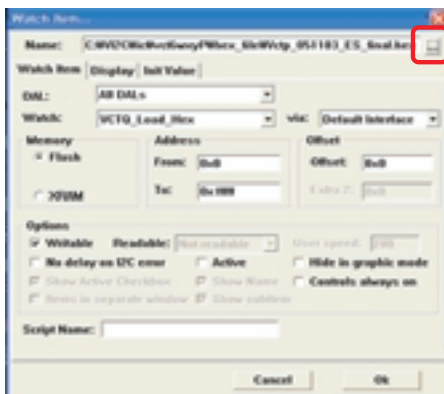 Watch Item...
Name:
Watch Item Display Init Value
DAL: All DALs
Watch: VCTQ_Load_Hex via: Default Interface
Memory Address Offset
Flash From: 0x0 Offset: 0x0
XRAM To:
Options
Writable Readable: Not readable User speed:
No delay on I2C error Active Hide in graphic mode
Show Active Checkbox Show Name Controls always on
Items in separate window Show subitem
Script Name:
Cancel Ok